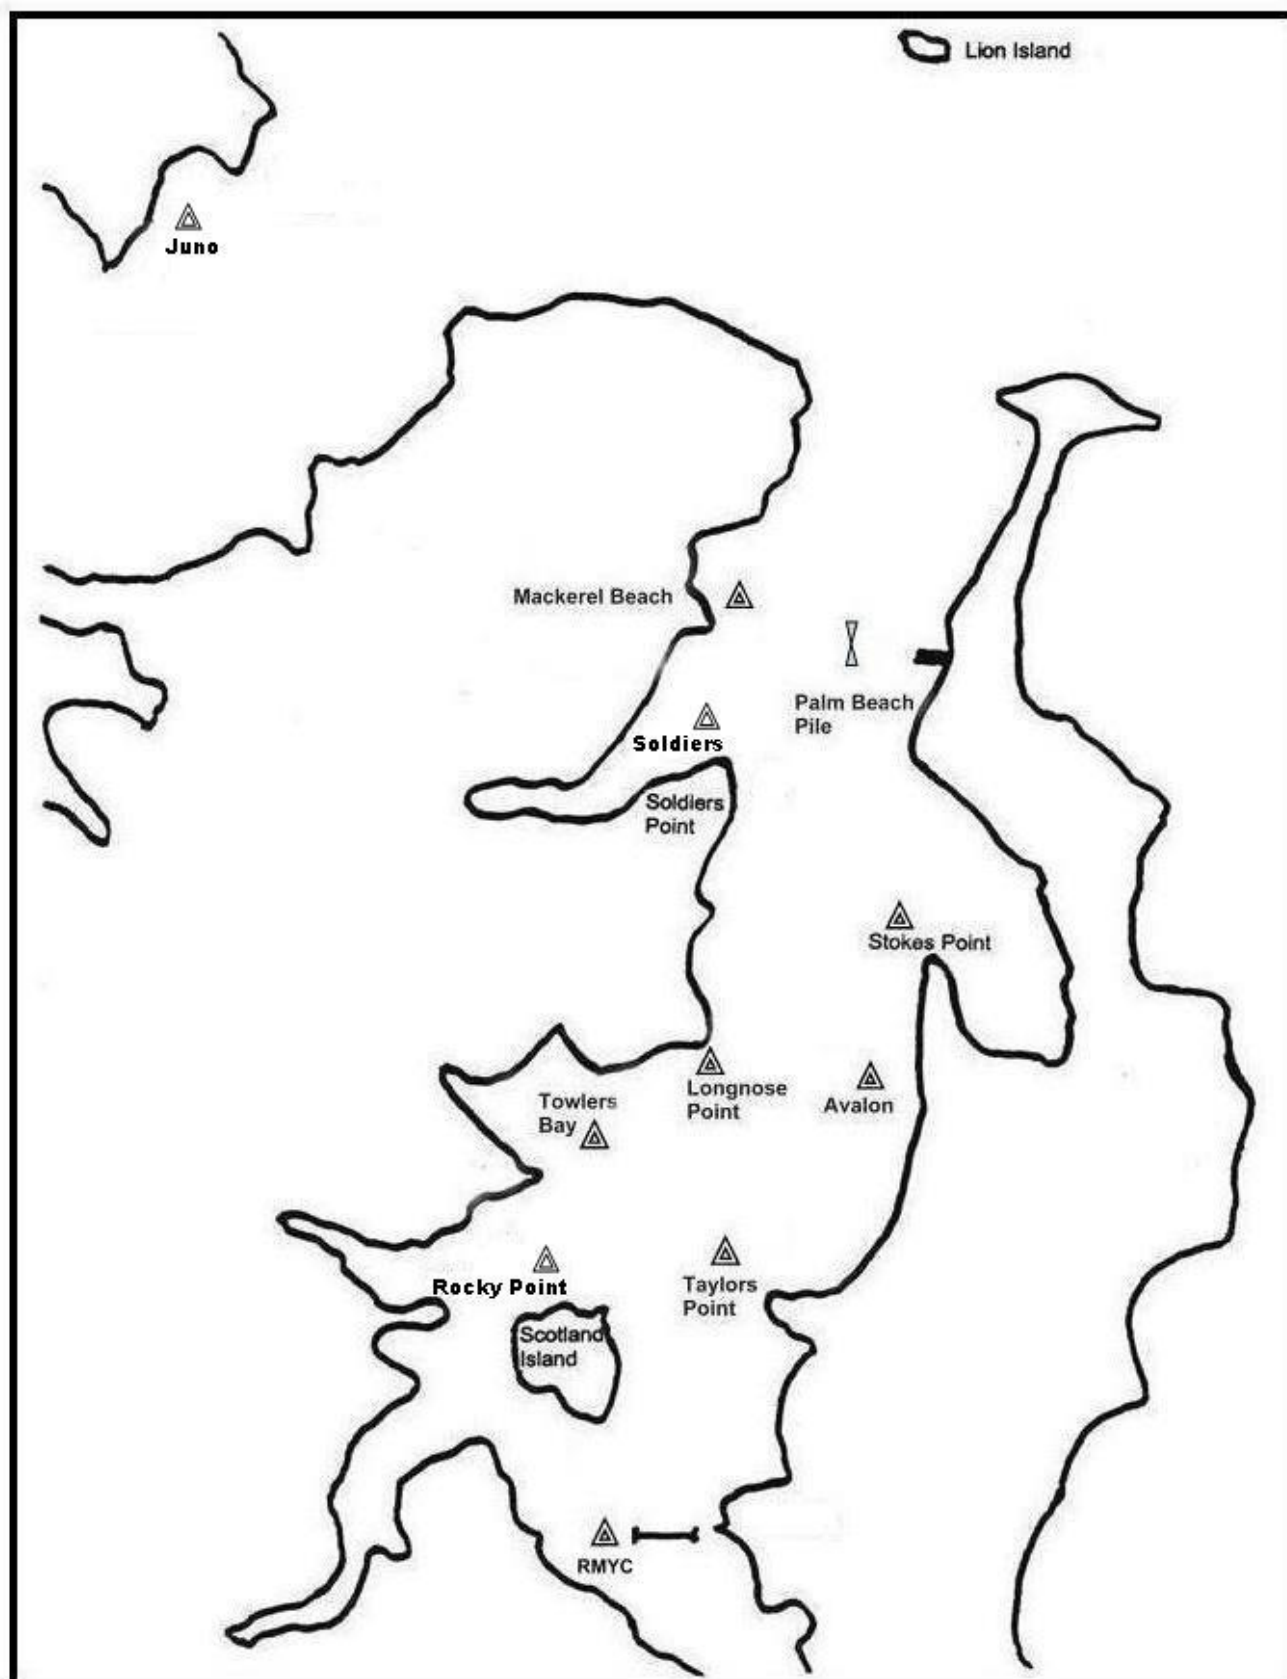 Lion Island
Juno
Mackerel Beach
Palm Beach
Pile
Soldiers
Soldiers
Point
Stokes Point
Longnose
Point
Avalon
Towlers
Bay
Rocky Point
Taylors
Point
Scotland
Island
RMYC